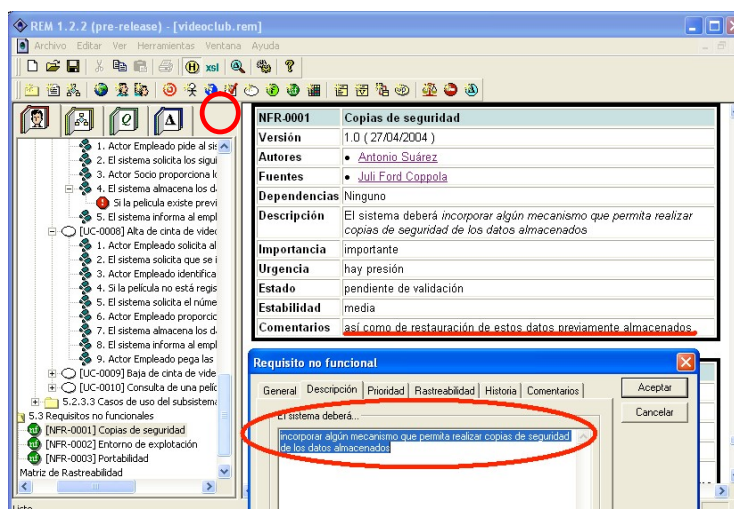 REM 1.2.2 (pre-release) - [videoclub.rem]
Archivo Editar Ver Herramientas Ventana Ayuda
H xsl
Q A
1. Actor Empleado pide al sis
2. El sistema solicita los sigui
3. Actor Socio proporciona lo
4. El sistema almacena los d
Si la pelicula existe previ
5. El sistema informa al empl
[UC-0008] Alta de cinta de videc
1. Actor Empleado solicita al
2. El sistema solicita que se i
3. Actor Empleado identifica
4. Si la película no está regis
5. El sistema solicita el núme
6. Actor Empleado proporcic
7. El sistema almacena los d
8. El sistema informa al empl
9. Actor Empleado pega las
[UC-0009] Baja de cinta de vide
[UC-0010] Consulta de una pelíc
5.2.3.3 Casos de uso del subsistema
5.3 Requisitos no funcionales
[NFR-0001] Copias de seguridad
[NFR-0002] Entorno de explotación
[NFR-0003] Portabilidad
Matriz de Rastreabilidad
Listo
NFR-0001 Copias de seguridad
Versión 1.0 ( 27/04/2004 )
Autores • Antonio Suárez
Fuentes • Juli Ford Coppola
Dependencias Ninguno
Descripción El sistema deberá incorporar algún mecanismo que permita realizar
copias de seguridad de los datos almacenados
Importancia importante
Urgencia hay presión
Estado pendiente de validación
Estabilidad media
Comentarios así como de restauración de estos datos previamente almacenados
Requisito no funcional
General Descripción Prioridad Rastreabilidad Historia Comentarios
Aceptar
Cancelar
El sistema deberá...
incorporar algún mecanismo que permita realizar copias de seguridad
de los datos almacenados